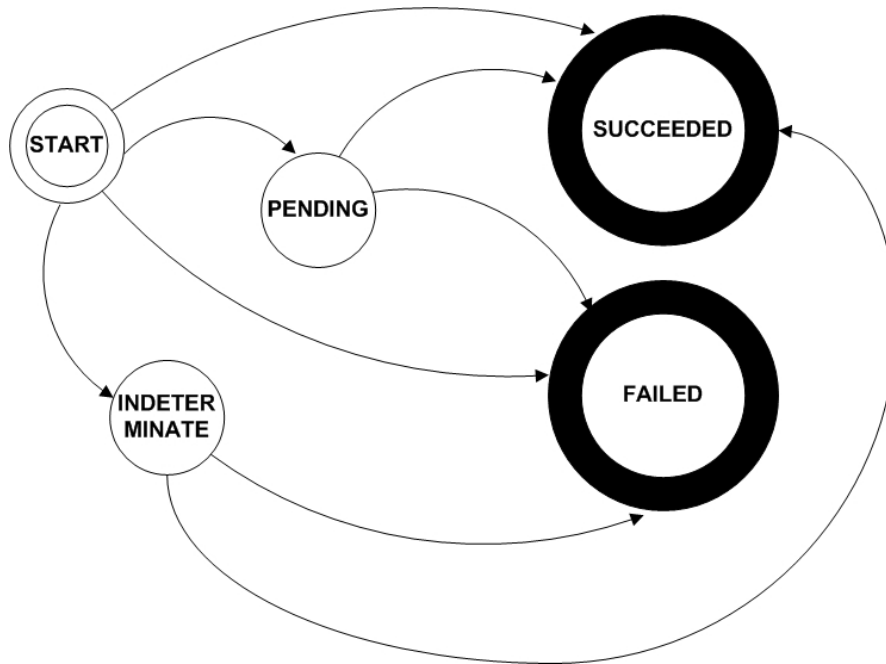 START
SUCCEEDED
PENDING
FAILED
INDETER
MINATE